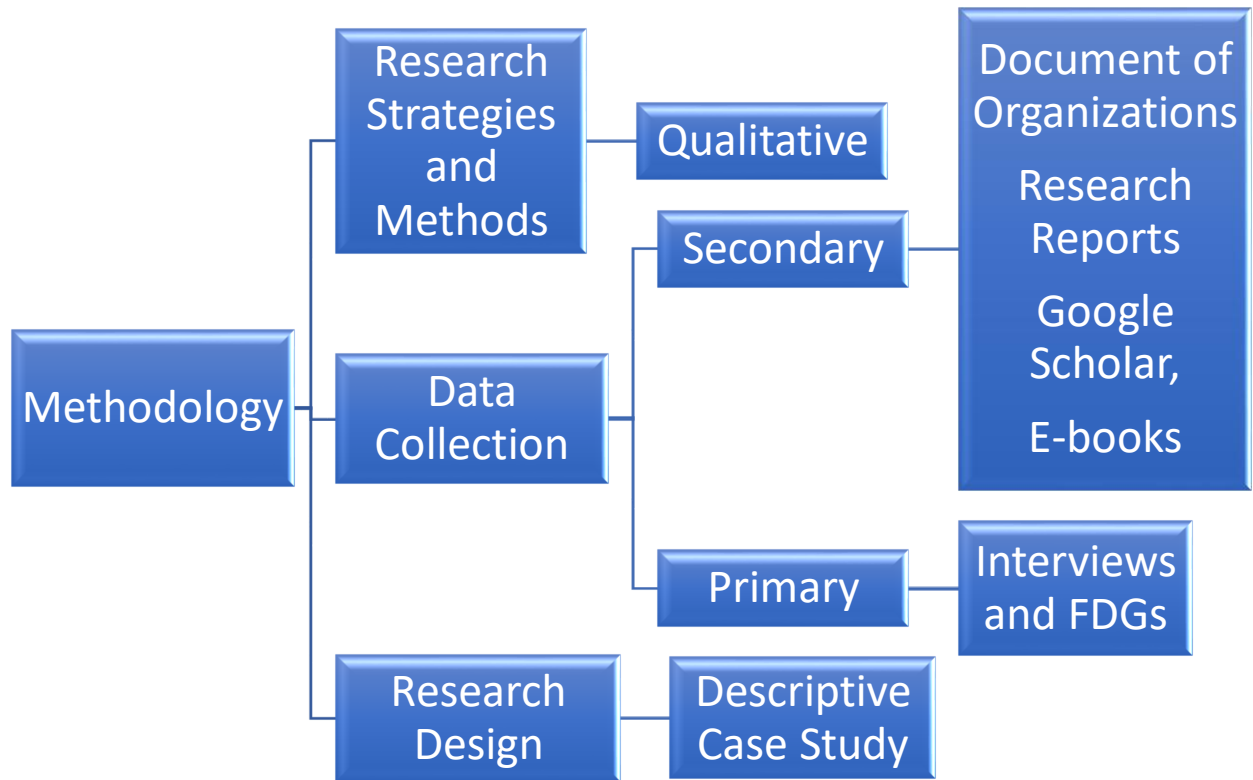 Methodology
Research
Strategies
and
Methods
Qualitative
Data
Collection
Secondary
Document of
Organizations
Research
Reports
Google
Scholar,
E-books
Primary
Interviews
and FDGs
Research
Design
Descriptive
Case Study